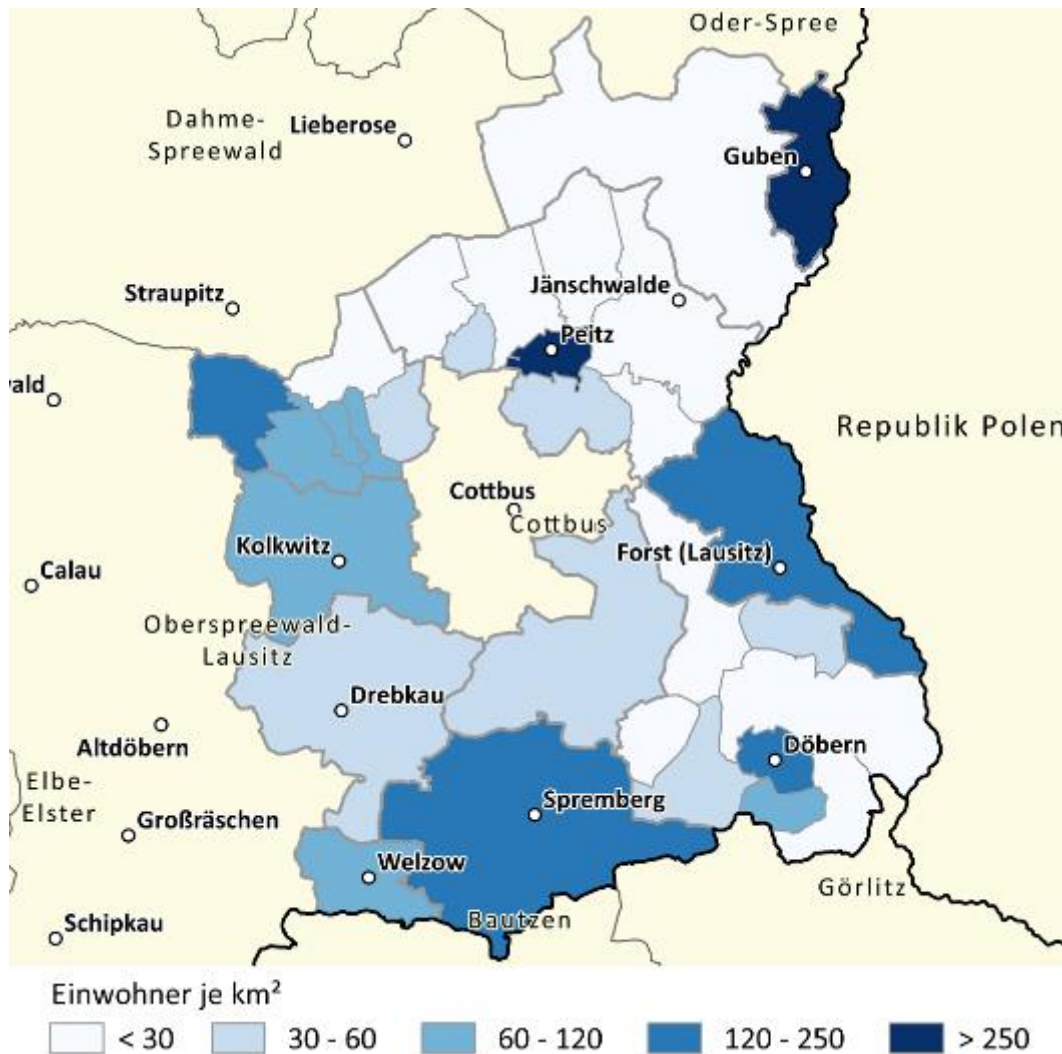 Oder-Spree
Dahme-
Spreewald
Lieberose
Guben
Straupitz
Jänschwalde
Peitz
wald
Republik Polen
Cottbus
Cottbus
Kolkwitz
Forst (Lausitz)
Calau
Oberspreewald-
Lausitz
Drebkau
Altdöbern
Döbern
Elbe-
Elster
Großräschen
Spremberg
Welzow
Görlitz
Bautzen
Schipkau
Einwohner je km²
< 30 30 - 60 60 - 120 120 - 250 > 250